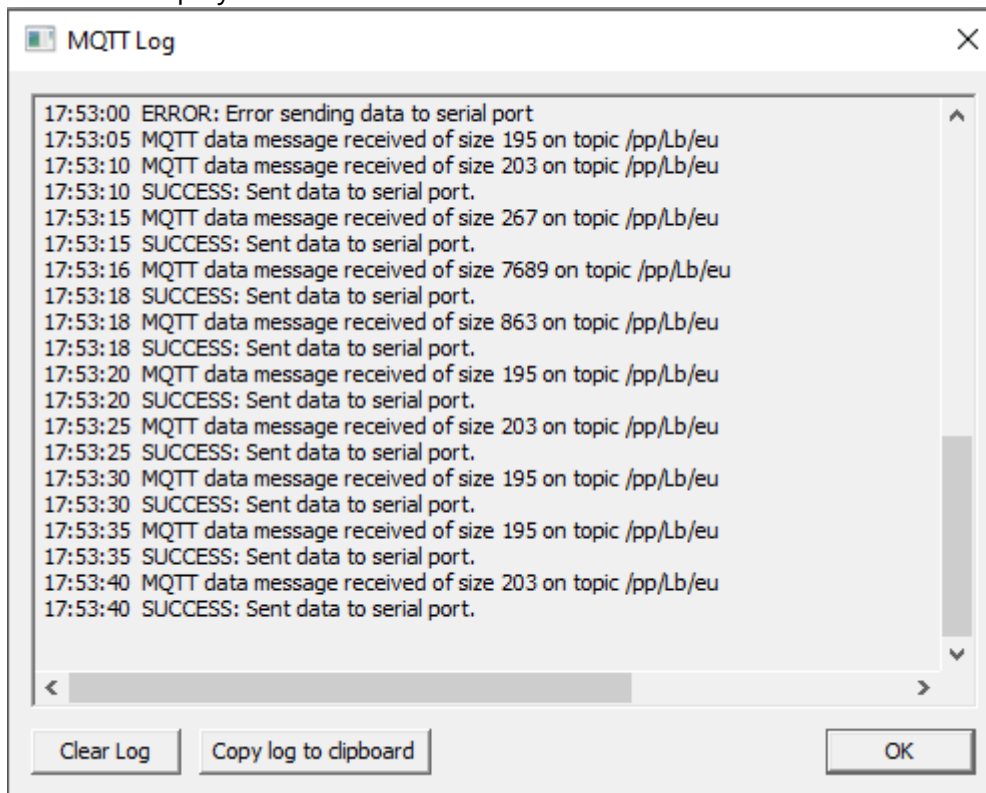 MQTT Log
17:53:00 ERROR: Error sending data to serial port
17:53:05 MQTT data message received of size 195 on topic /pp/Lb/eu
17:53:10 MQTT data message received of size 203 on topic /pp/Lb/eu
17:53:10 SUCCESS: Sent data to serial port.
17:53:15 MQTT data message received of size 267 on topic /pp/Lb/eu
17:53:15 SUCCESS: Sent data to serial port.
17:53:16 MQTT data message received of size 7689 on topic /pp/Lb/eu
17:53:18 SUCCESS: Sent data to serial port.
17:53:18 MQTT data message received of size 863 on topic /pp/Lb/eu
17:53:18 SUCCESS: Sent data to serial port.
17:53:20 MQTT data message received of size 195 on topic /pp/Lb/eu
17:53:20 SUCCESS: Sent data to serial port.
17:53:25 MQTT data message received of size 203 on topic /pp/Lb/eu
17:53:25 SUCCESS: Sent data to serial port.
17:53:30 MQTT data message received of size 195 on topic /pp/Lb/eu
17:53:30 SUCCESS: Sent data to serial port.
17:53:35 MQTT data message received of size 195 on topic /pp/Lb/eu
17:53:35 SUCCESS: Sent data to serial port.
17:53:40 MQTT data message received of size 203 on topic /pp/Lb/eu
17:53:40 SUCCESS: Sent data to serial port.
Clear Log Copy log to clipboard OK